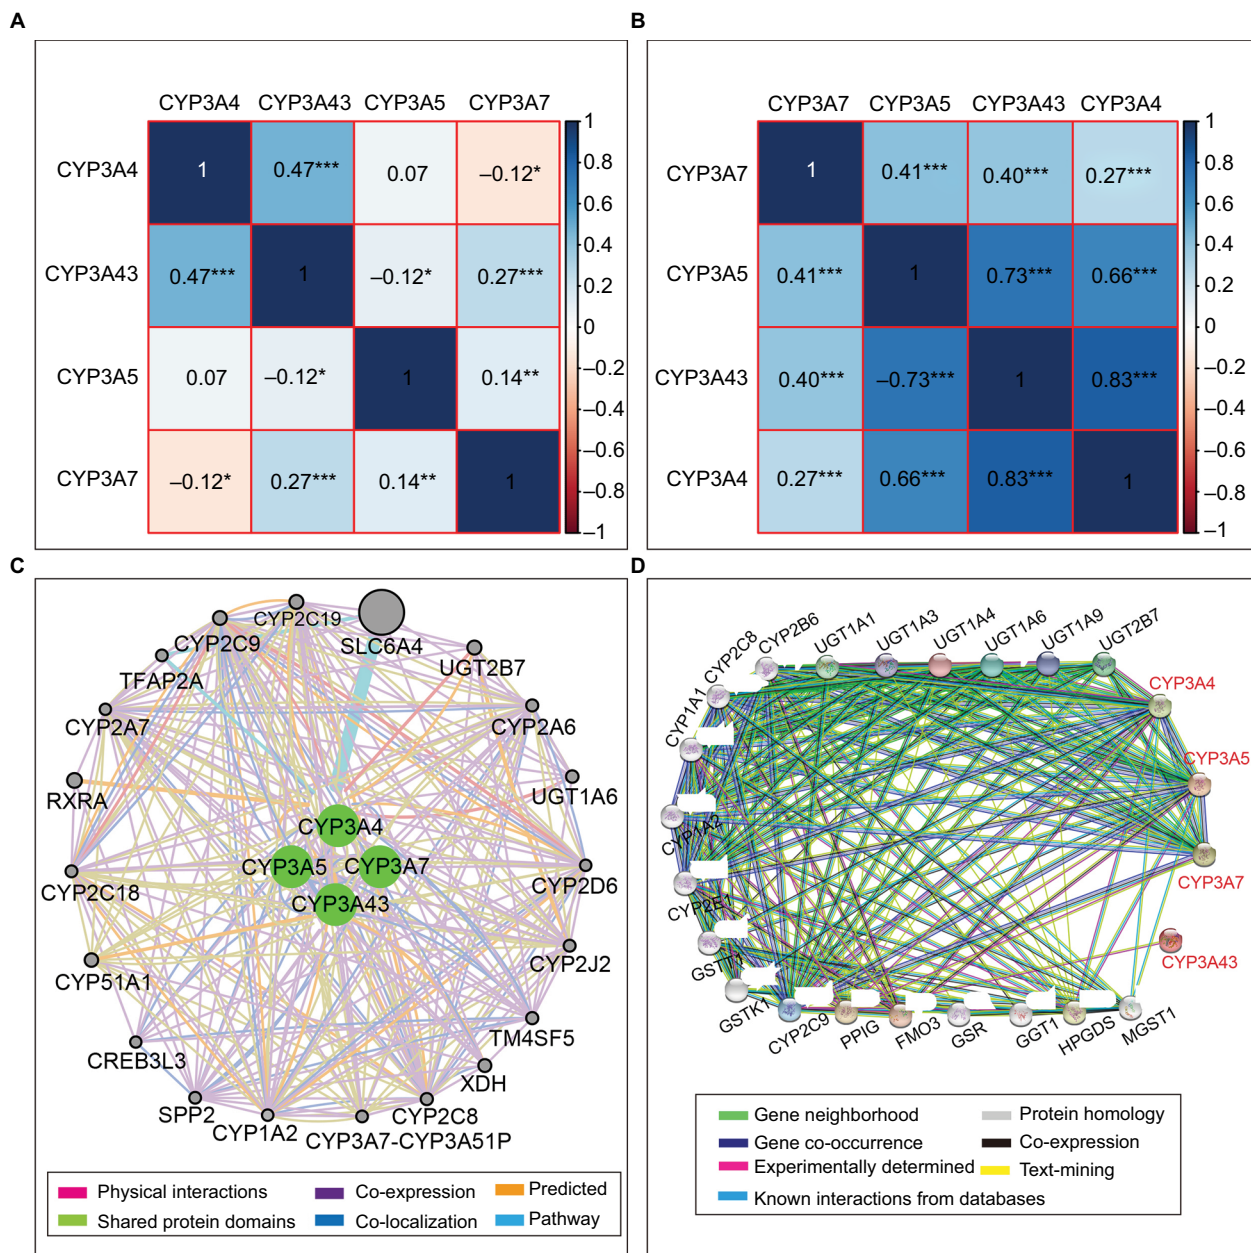 A
CYP3A4 CYP3A43 CYP3A5 CYP3A7
CYP3A4 1 0.47*** 0.07 –0.12*
CYP3A43 0.47*** 1 –0.12* 0.27***
CYP3A5 0.07 –0.12* 1 0.14**
CYP3A7 –0.12* 0.27*** 0.14** 1
1
0.8
0.6
0.4
0.2
0
–0.2
–0.4
–0.6
–0.8
–1
B
CYP3A7 CYP3A5 CYP3A43 CYP3A4
CYP3A7 1 0.41*** 0.40*** 0.27***
CYP3A5 0.41*** 1 0.73*** 0.66***
CYP3A43 0.40*** –0.73*** 1 0.83***
CYP3A4 0.27*** 0.66*** 0.83*** 1
1
0.8
0.6
0.4
0.2
0
–0.2
–0.4
–0.6
–0.8
–1
C
CYP2C19
SLC6A4
CYP2C9
UGT2B7
TFAP2A
CYP2A7
CYP2A6
RXRA
UGT1A6
CYP3A4
CYP3A5
CYP3A7
CYP3A43
CYP2C18
CYP2D6
CYP51A1
CYP2J2
CREB3L3
TM4SF5
XDH
SPP2
CYP1A2
CYP2C8
CYP3A7-CYP3A51P
Physical interactions
Co-expression
Predicted
Shared protein domains
Co-localization
Pathway
D
CYP2C8
CYP2B6
UGT1A1
UGT1A3
UGT1A4
UGT1A6
UGT1A9
UGT2B7
CYP1A1
CYP3A4
CYP3A5
CYP1A2
CYP3A7
CYP2E1
GSTT1
CYP3A43
GSTK1
CYP2C9
PPIG
FMO3
GSR
GGT1
HPGDS
MGST1
Gene neighborhood
Protein homology
Gene co-occurrence
Co-expression
Experimentally determined
Text-mining
Known interactions from databases